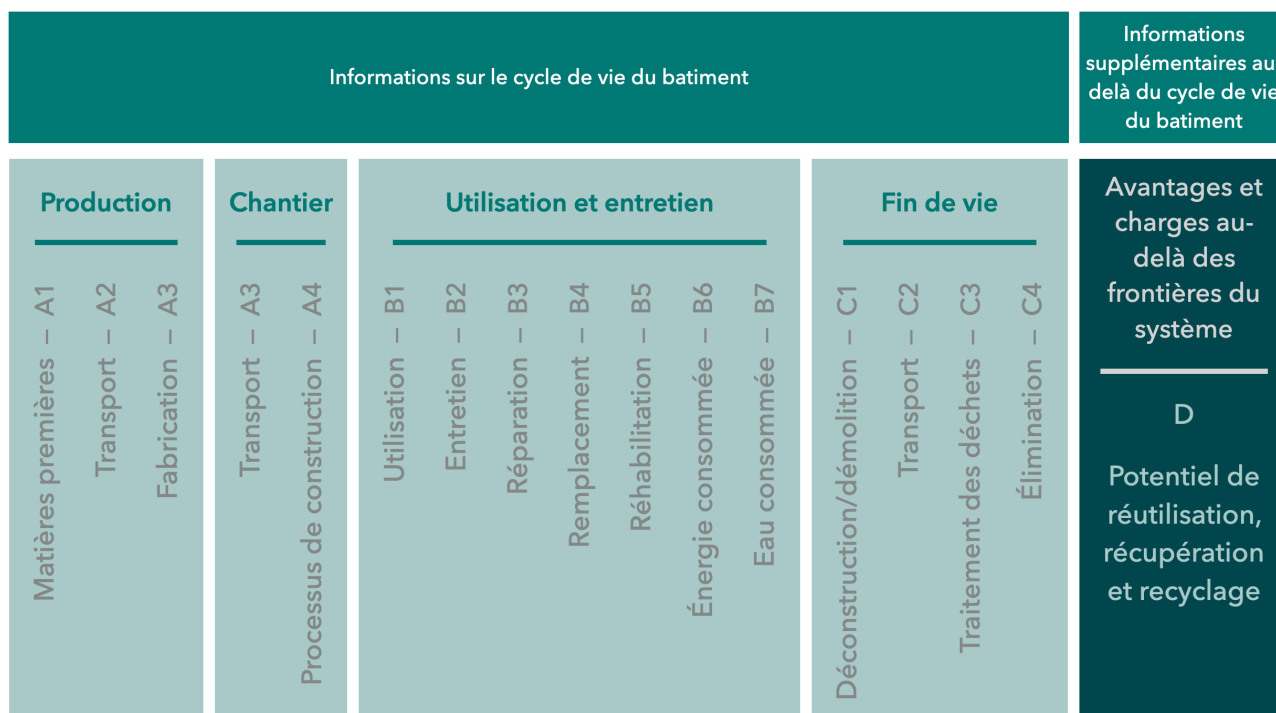 Informations sur le cycle de vie du batiment
Informations
supplémentaires au-
delà du cycle de vie
du batiment
Production
Matières premières – A1
Transport – A2
Fabrication – A3
Chantier
Transport – A3
Processus de construction – A4
Utilisation et entretien
Utilisation – B1
Entretien – B2
Réparation – B3
Remplacement – B4
Réhabilitation – B5
Énergie consommée – B6
Eau consommée – B7
Fin de vie
Déconstruction/démolition – C1
Transport – C2
Traitement des déchets – C3
Élimination – C4
Avantages et
charges au-
delà des
frontières du
système
D
Potentiel de
réutilisation,
récupération
et recyclage